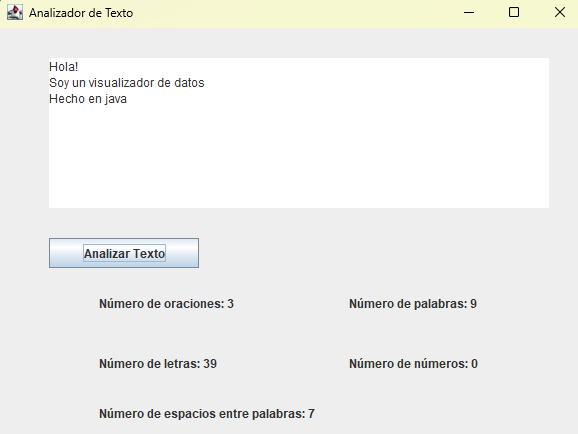 Analizador de Texto
Hola!
Soy un visualizador de datos
Hecho en java
Analizar Texto
Número de oraciones: 3
Número de palabras: 9
Número de letras: 39
Número de números: 0
Número de espacios entre palabras: 7